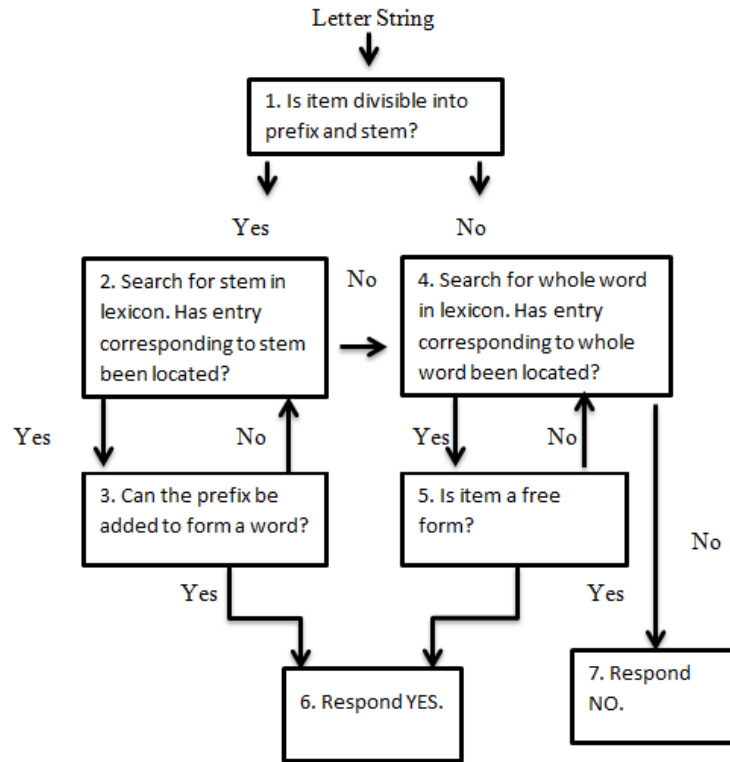 Letter String
1. Is item divisible into
prefix and stem?
Yes
No
2. Search for stem in
lexicon. Has entry
corresponding to stem
been located?
No
4. Search for whole word
in lexicon. Has entry
corresponding to whole
word been located?
Yes
No
Yes
No
3. Can the prefix be
added to form a word?
5. Is item a free
form?
No
Yes
Yes
6. Respond YES.
7. Respond
NO.